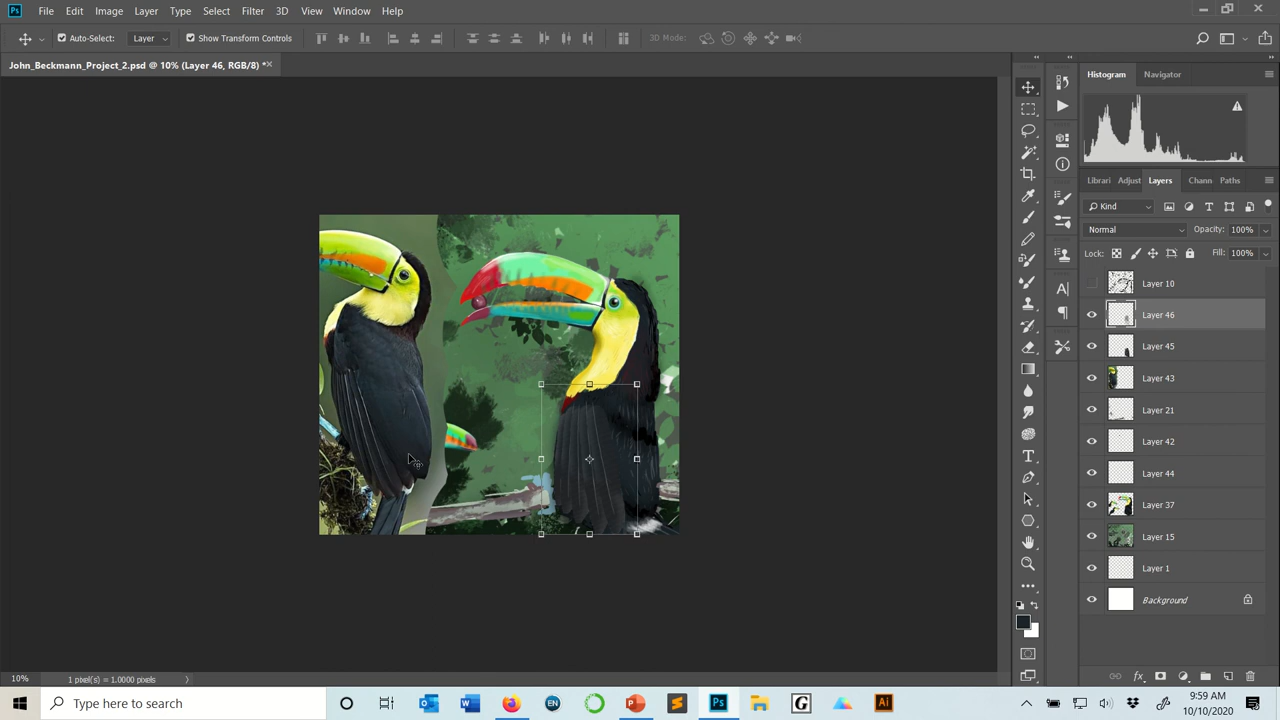 Ps File Edit Image Layer Type Select Filter 3D View Window Help
Auto-Select: Layer Show Transform Controls 3D Mode:
John_Beckmann_Project_2.psd @ 10% (Layer 46, RGB/8) *
Histogram Navigator
Librari Adjust Layers Chann Paths
Kind
Normal Opacity: 100%
Lock: Fill: 100%
Layer 10
Layer 46
Layer 45
Layer 43
Layer 21
Layer 42
Layer 44
Layer 37
Layer 15
Layer 1
Background
10% 1 pixel(s) = 1.0000 pixels
Type here to search
EN
Ps
G
Ai
9:59 AM
10/10/2020